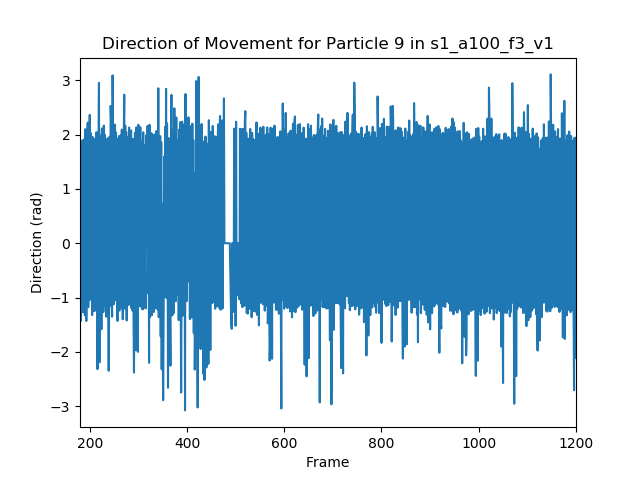 Direction of Movement for Particle 9 in s1_a100_f3_v1
3
2
1
0
−1
−2
−3
Direction (rad)
200 400 600 800 1000 1200
Frame